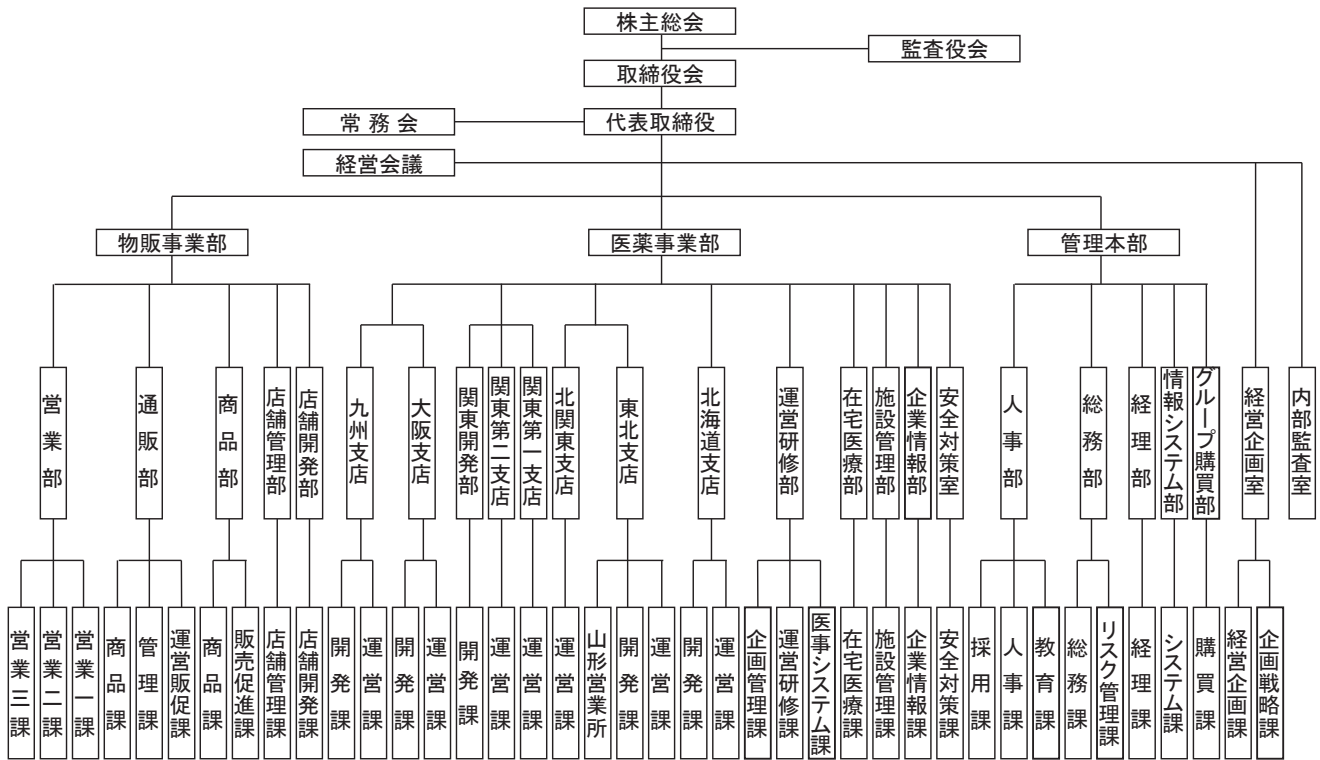 株主総会
監査役会
取締役会
常務会
代表取締役
経営会議
物販事業部
医薬事業部
管理本部
営業部
通販部
商品部
店舗管理部
店舗開発部
九州支店
大阪支店
関東開発部
関東第二支店
関東第一支店
北関東支店
東北支店
北海道支店
運営研修部
在宅医療部
施設管理部
企業情報部
安全対策室
人事部
総務部
経理部
情報システム部
グループ購買部
経営企画室
内部監査室
営業三課
営業二課
営業一課
商品課
管理課
運営販促課
商品課
販売促進課
店舗管理課
店舗開発課
開発課
運営課
開発課
運営課
開発課
運営課
運営課
運営課
山形営業所
開発課
運営課
開発課
運営課
企画管理課
運営研修課
医事システム課
在宅医療課
施設管理課
企業情報課
安全対策課
採用課
人事課
教育課
総務課
リスク管理課
経理課
システム課
購買課
経営企画課
企画戦略課